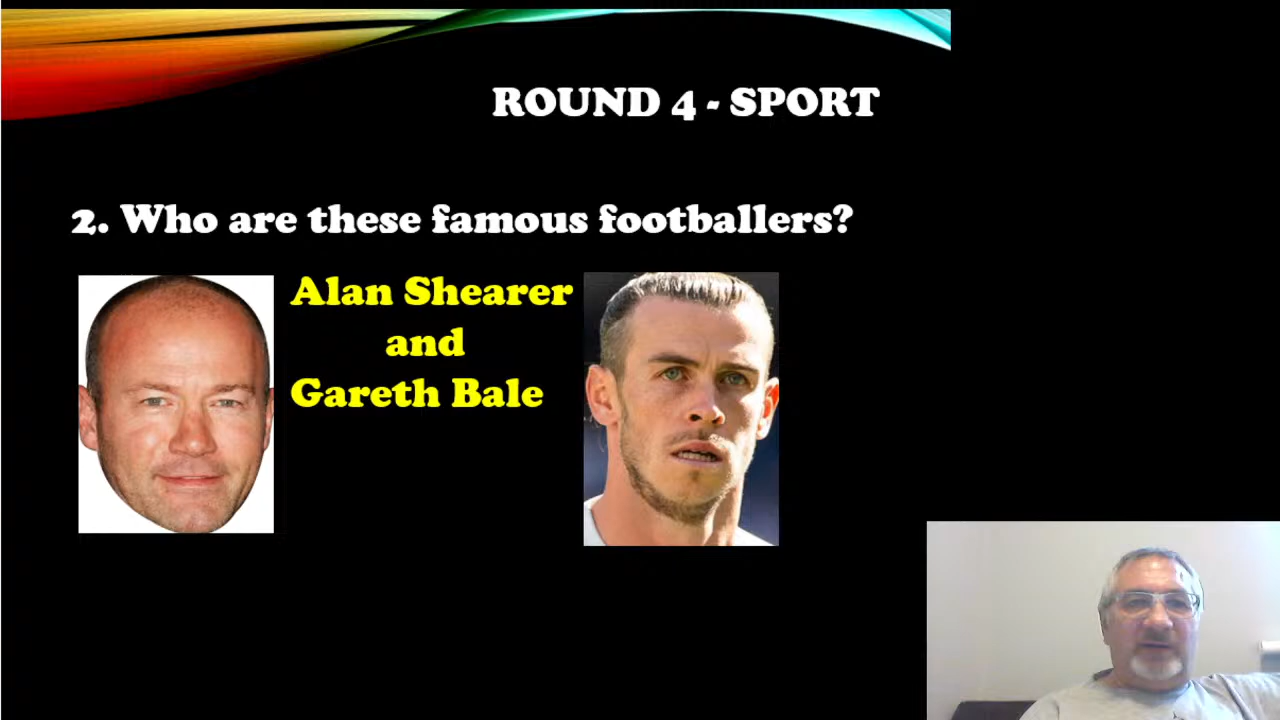 ROUND 4 - SPORT
2. Who are these famous footballers?
Alan Shearer
and
Gareth Bale